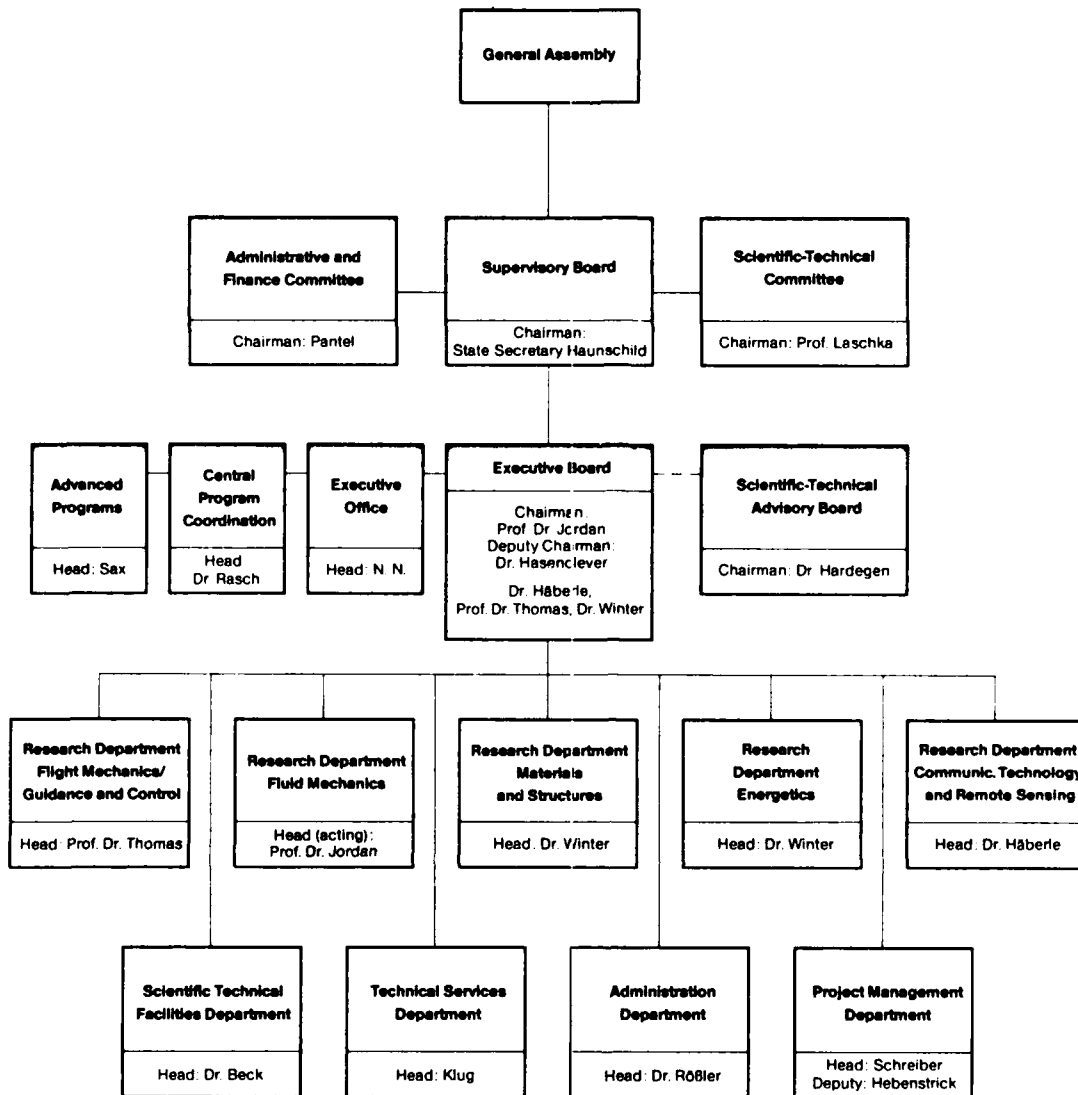 General Assembly
Administrative and
Finance Committee
Chairman: Pantel
Supervisory Board
Chairman:
State Secretary Haunschild
Scientific-Technical
Committee
Chairman: Prof. Laschka
Advanced
Programs
Head: Sax
Central
Program
Coordination
Head
Dr Rasch
Executive
Office
Head: N. N.
Executive Board
Chairman:
Prof Dr Jordan
Deputy Chairman:
Dr. Hasenclever
Dr. Häberle,
Prof. Dr. Thomas, Dr. Winter
Scientific-Technical
Advisory Board
Chairman: Dr Hardegen
Research Department
Flight Mechanics/
Guidance and Control
Head: Prof. Dr. Thomas
Research Department
Fluid Mechanics
Head (acting):
Prof. Dr. Jordan
Research Department
Materials
and Structures
Head. Dr. Winter
Research
Department
Energetics
Head: Dr. Winter
Research Department
Communic. Technology
and Remote Sensing
Head: Dr. Häberle
Scientific Technical
Facilities Department
Head: Dr. Beck
Technical Services
Department
Head: Klug
Administration
Department
Head: Dr. Rößler
Project Management
Department
Head: Schreiber
Deputy: Hebenstrick